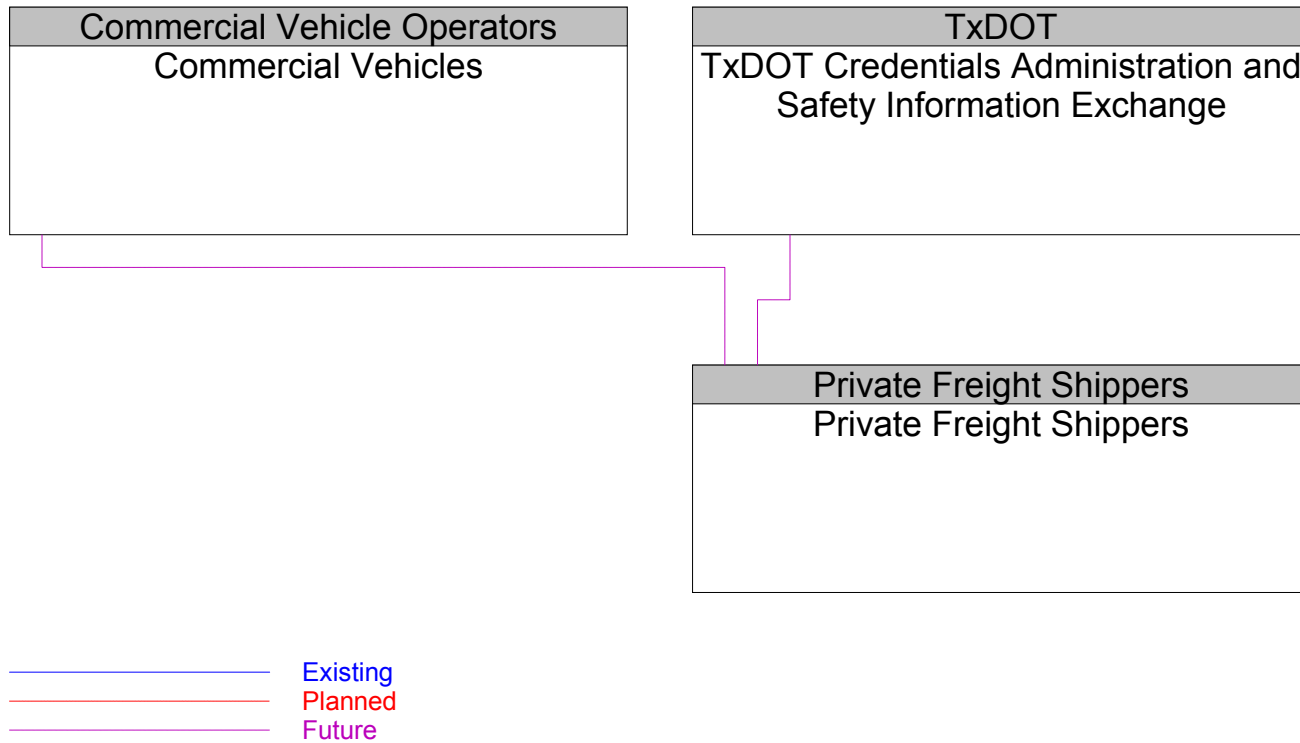 Commercial Vehicle Operators
Commercial Vehicles
TxDOT
TxDOT Credentials Administration and
Safety Information Exchange
Private Freight Shippers
Private Freight Shippers
Existing
Planned
Future